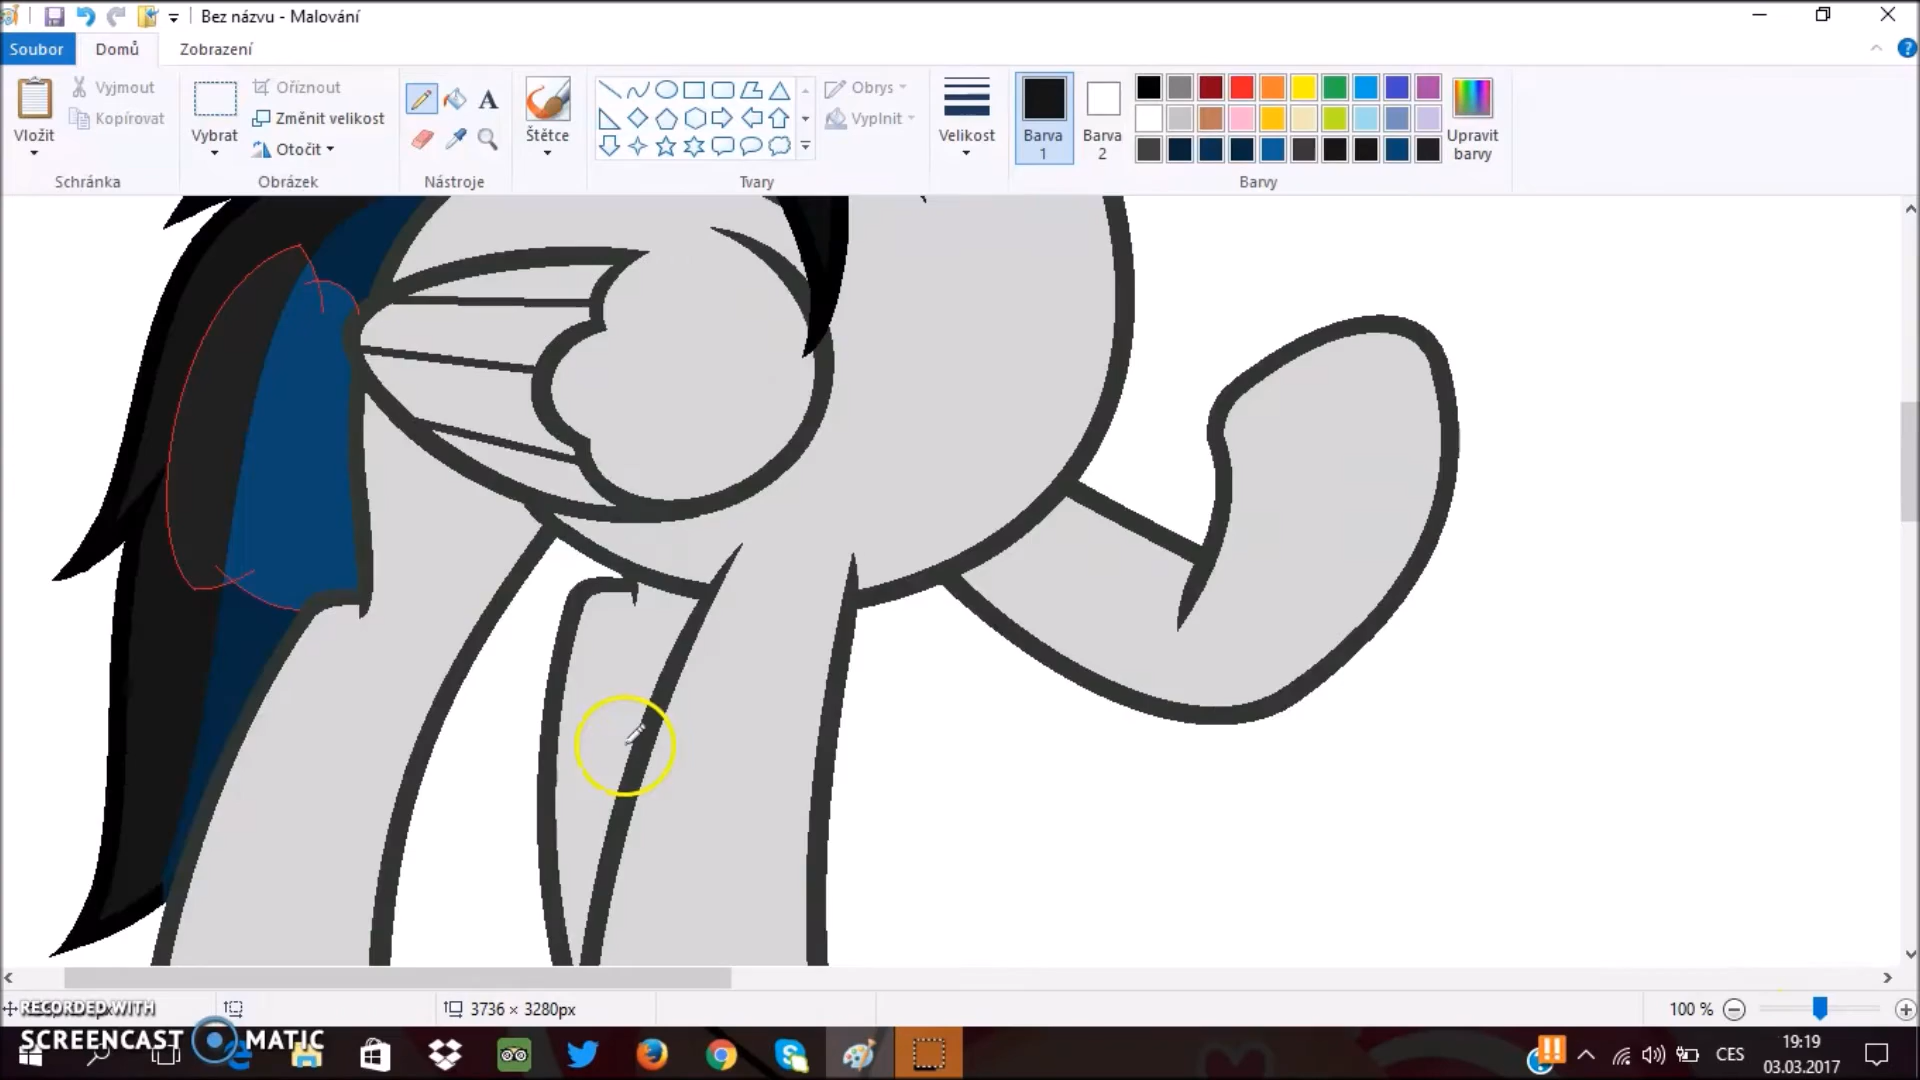 Bez názvu - Malování
Soubor
Domů
Zobrazení
Vložit
Vyjmout
Kopírovat
Schránka
Vybrat
Oříznout
Změnit velikost
Otočit
Obrázek
A
Nástroje
Štětce
Tvary
Obrys
Vyplnit
Velikost
Barva
1
Barva
2
Upravit
barvy
Barvy
3736 × 3280px
100 %
RECORDED WITH
SCREENCAST MATIC
CES
19:19
03.03.2017